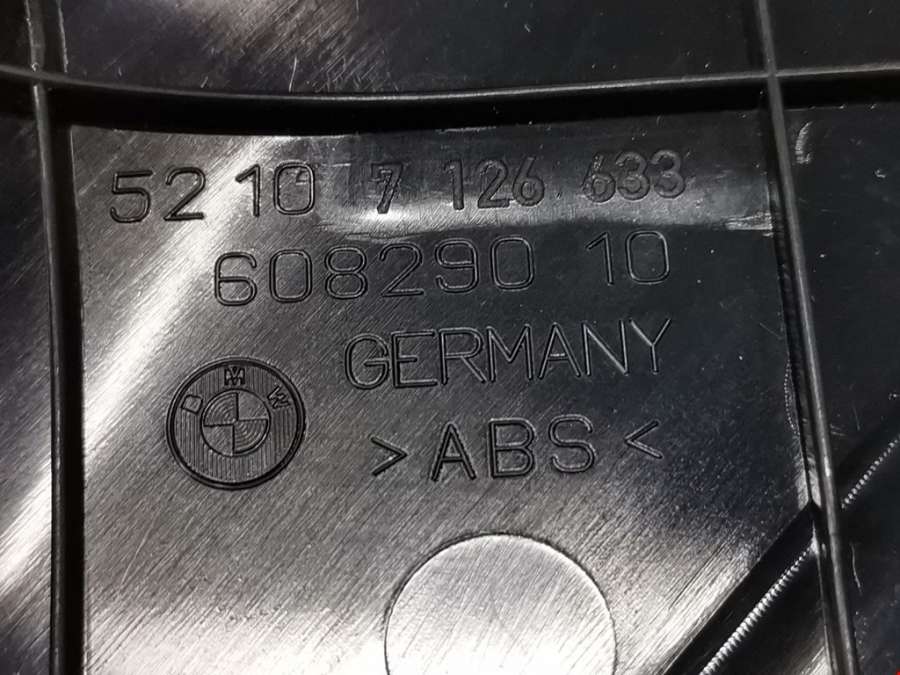 52 10 7 126 633
608290 10
GERMANY
BMW
>ABS<